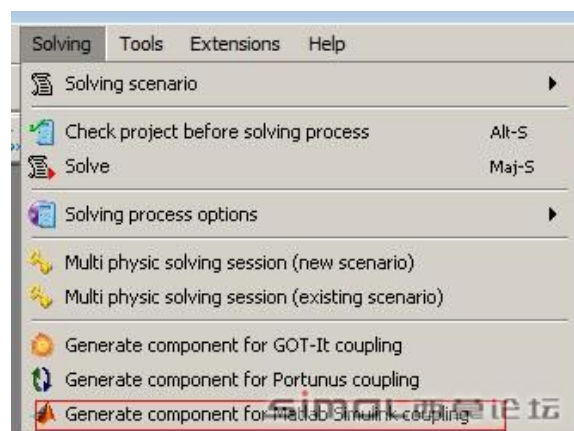 Solving Tools Extensions Help
Solving scenario
Check project before solving process Alt-S
Solve Maj-S
Solving process options
Multi physic solving session (new scenario)
Multi physic solving session (existing scenario)
Generate component for GOT-It coupling
Generate component for Portunus coupling
Generate component for Matlab Simulink coupling
simol 西莫论坛